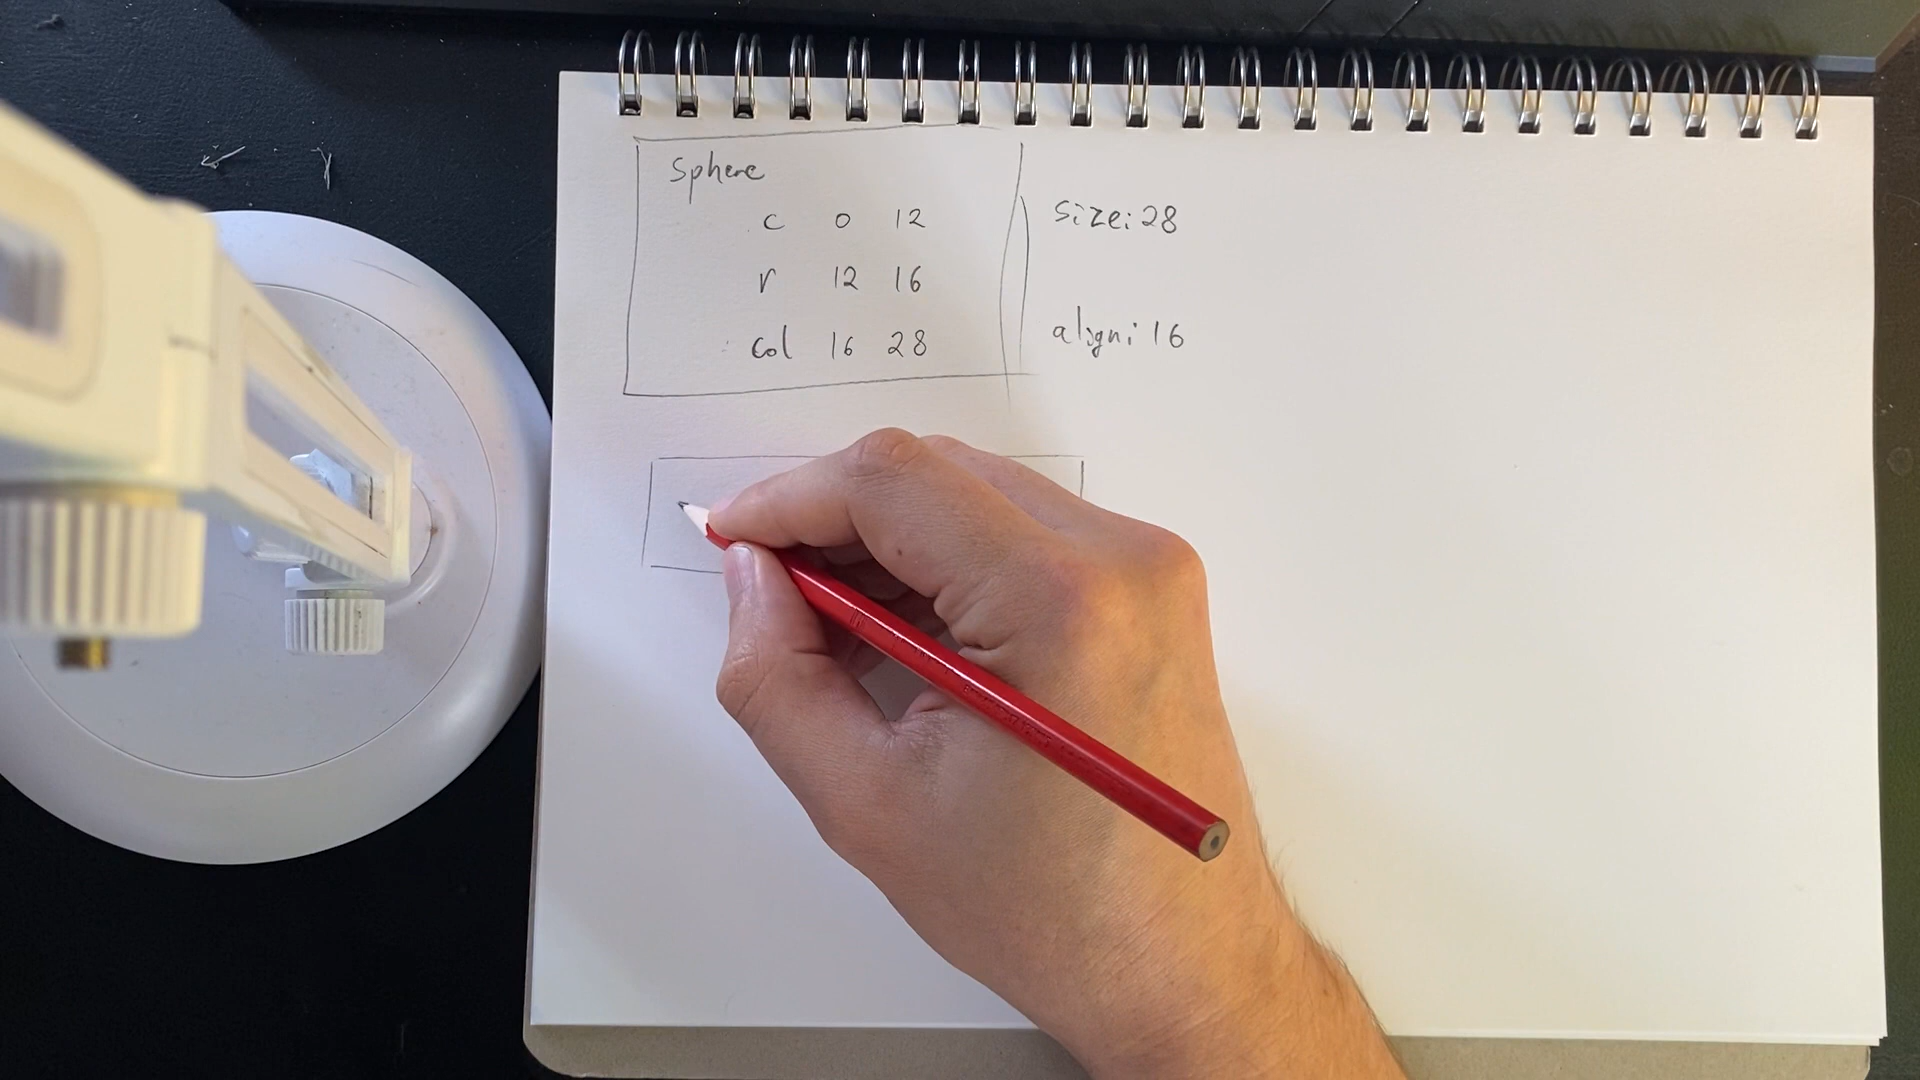 Sphere
c 0 12
r 12 16
col 16 28
size: 28
align: 16